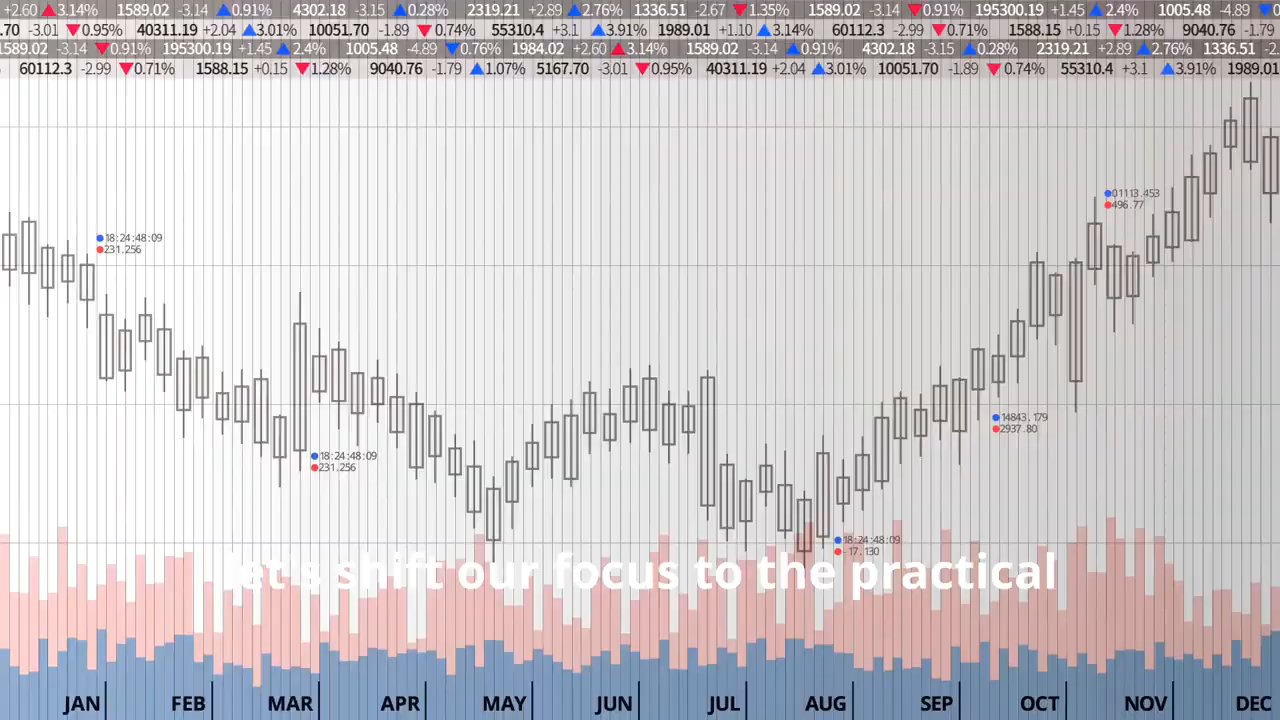 +2.60 ▲3.14% 1589.02 -3.14 ▲0.91% 4302.18 -3.15 ▲0.28% 2319.21 +2.89 ▲2.76% 1336.51 -2.67 ▼1.35% 1589.02 -3.14 ▼0.91% 195300.19 +1.45 ▲2.4% 1005.48 -4.89 ▼0
.70 -3.01 ▼0.95% 40311.19 +2.04 ▲3.01% 10051.70 -1.89 ▼0.74% 55310.4 +3.1 ▲3.91% 1989.01 +1.10 ▲3.14% 60112.3 -2.99 ▼0.71% 1588.15 +0.15 ▼1.28% 9040.76 -1.79
1589.02 -3.14 ▼0.91% 195300.19 +1.45 ▲2.4% 1005.48 -4.89 ▼0.76% 1984.02 +2.60 ▲3.14% 1589.02 -3.14 ▲0.91% 4302.18 -3.15 ▲0.28% 2319.21 +2.89 ▲2.76% 1336.51 -2
60112.3 -2.99 ▼0.71% 1588.15 +0.15 ▼1.28% 9040.76 -1.79 ▲1.07% 5167.70 -3.01 ▼0.95% 40311.19 +2.04 ▲3.01% 10051.70 -1.89 ▼0.74% 55310.4 +3.1 ▲3.91% 1989.01
01113.453
496.77
18:24:48:09
231.256
14843.179
2937.80
18:24:48:09
231.256
18:24:48:09
-17.130
let's shift our focus to the practical
JAN FEB MAR APR MAY JUN JUL AUG SEP OCT NOV DEC